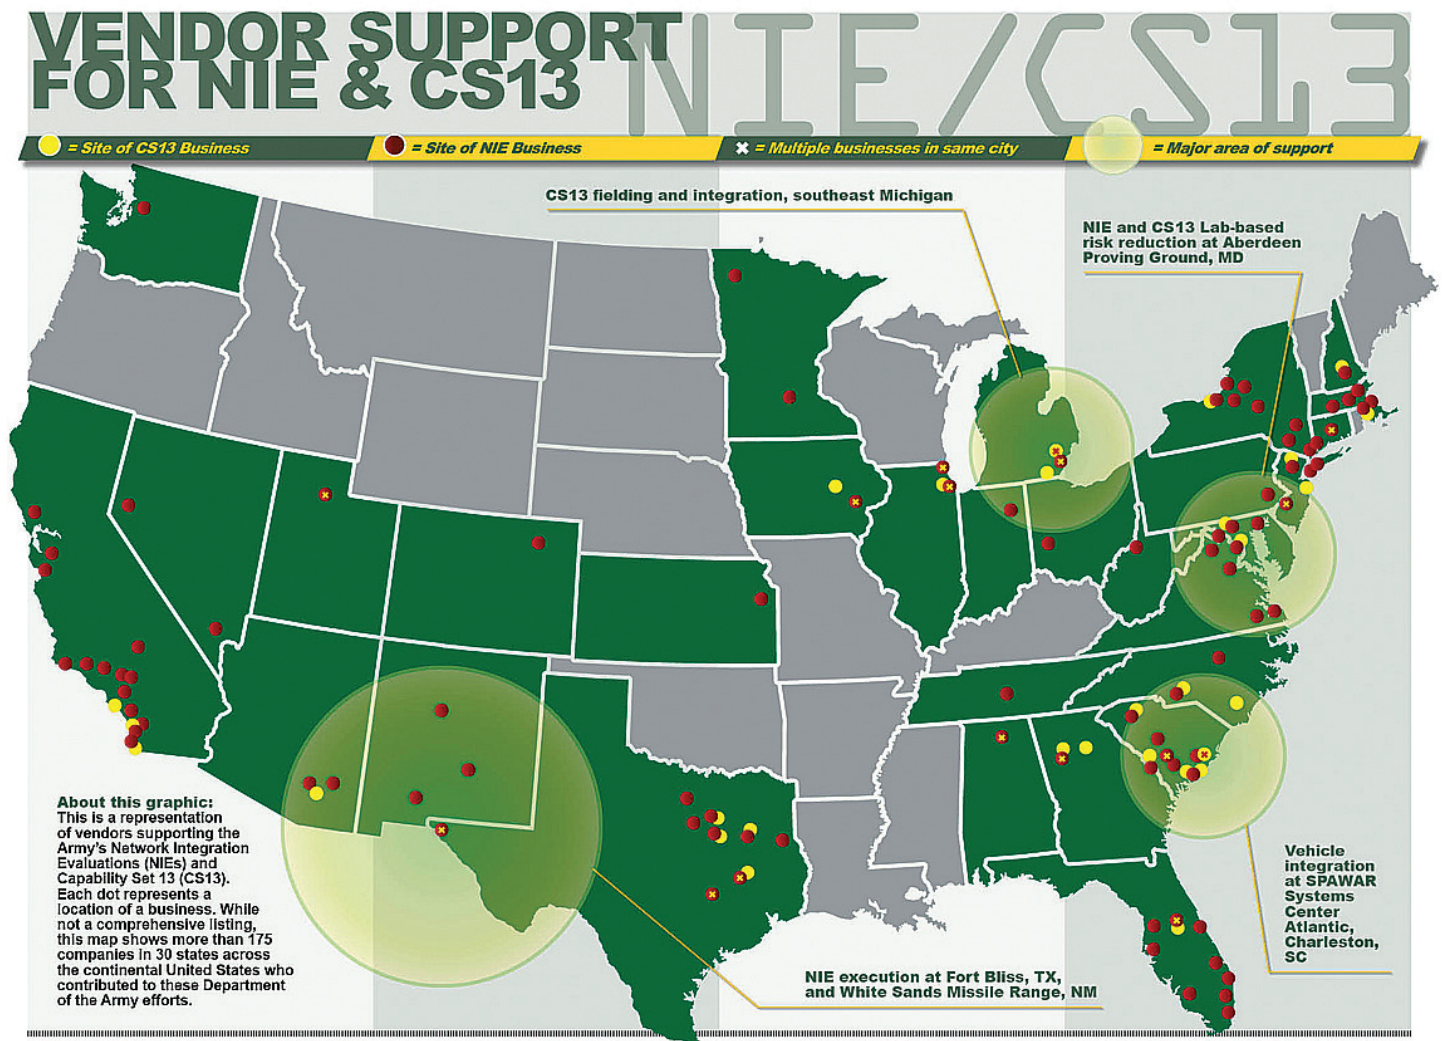 VENDOR SUPPORT
FOR NIE & CS13
NIE/CS13
= Site of CS13 Business
= Site of NIE Business
= Multiple businesses in same city
= Major area of support
CS13 fielding and integration, southeast Michigan
NIE and CS13 Lab-based
risk reduction at Aberdeen
Proving Ground, MD
About this graphic:
This is a representation
of vendors supporting the
Army's Network Integration
Evaluations (NIEs) and
Capability Set 13 (CS13).
Each dot represents a
location of a business. While
not a comprehensive listing,
this map shows more than 175
companies in 30 states across
the continental United States who
contributed to these Department
of the Army efforts.
Vehicle
integration
at SPAWAR
Systems
Center
Atlantic,
Charleston,
SC
NIE execution at Fort Bliss, TX,
and White Sands Missile Range, NM